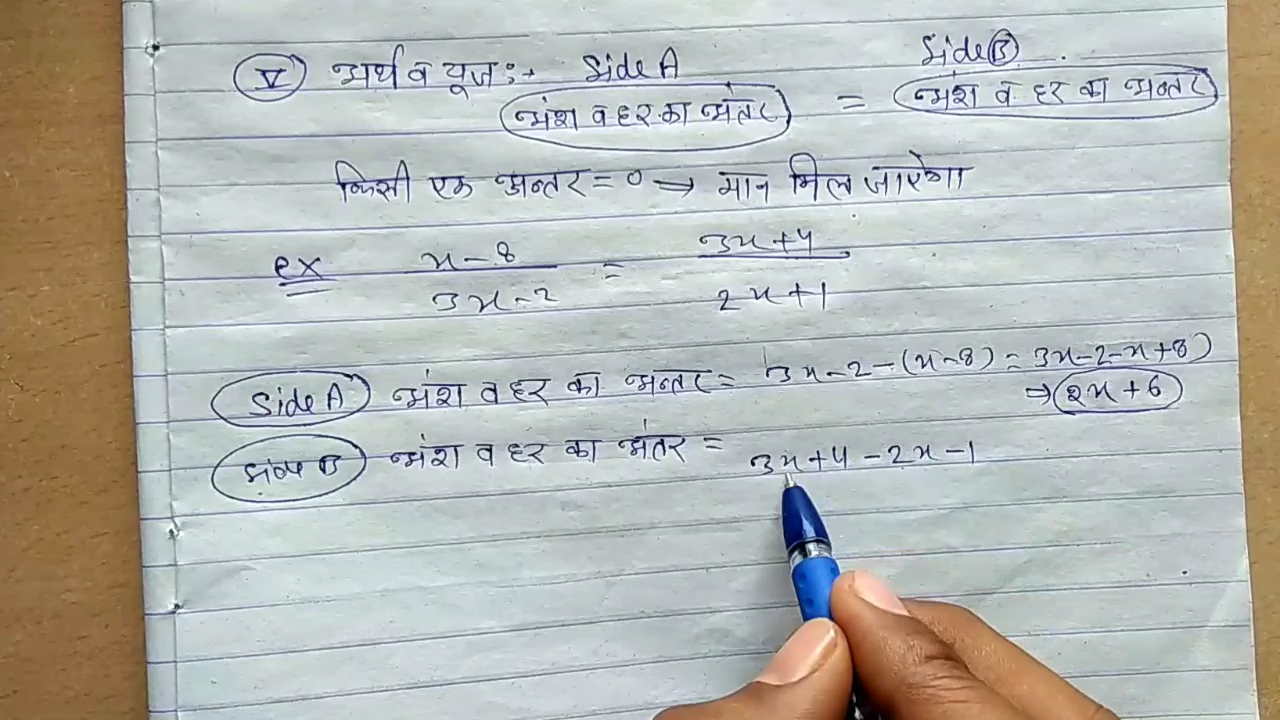 V अर्थ व यूज :→ Side A Side B
अंश व हर का अंतर = अंश व हर का अन्तर
किसी एक अन्तर = 0 → मान मिल जाऐगा
ex x-8 / 3x-2 = 3x+4 / 2x+1
Side A अंश व हर का अन्तर = 3x-2-(x-8) = 3x-2-x+8)
⇒ 2x+6
B अंश व हर का अंतर = 3x+4-2x-1